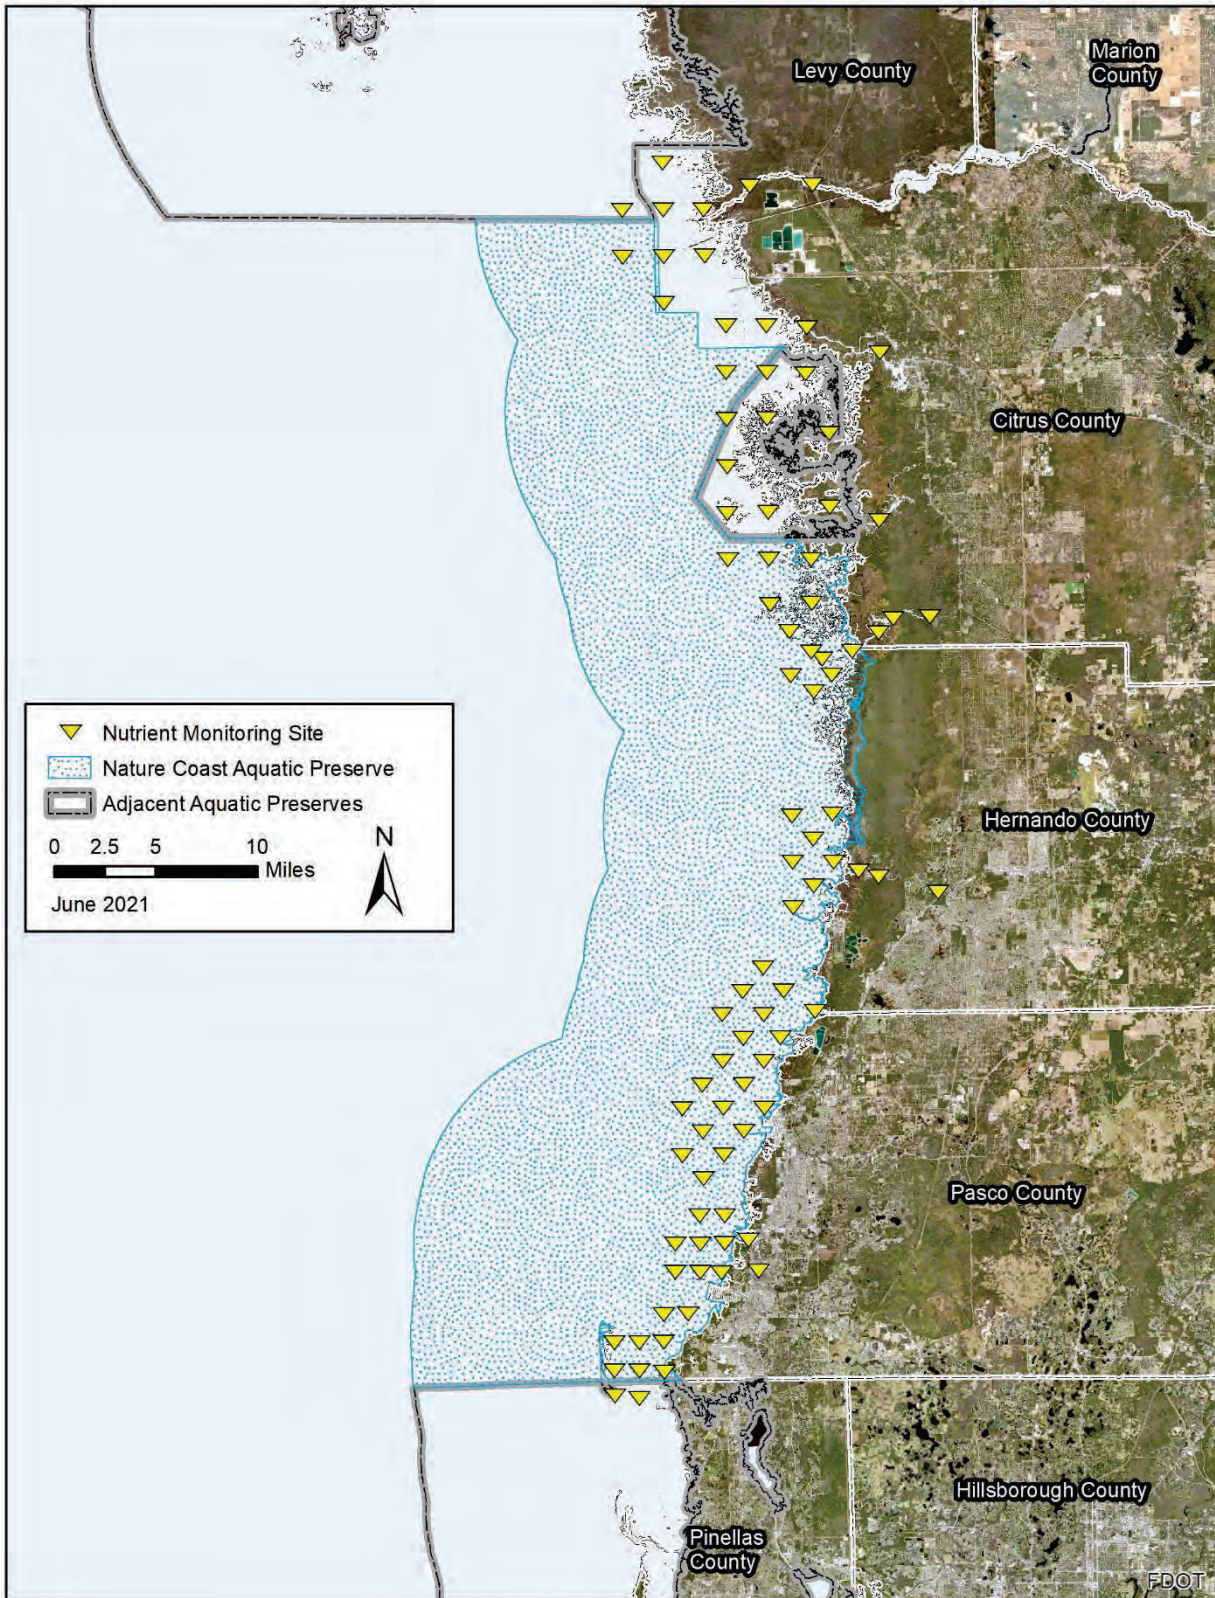 Levy County
Marion
County
Citrus County
Nutrient Monitoring Site
Nature Coast Aquatic Preserve
Adjacent Aquatic Preserves
0 2.5 5 10
Miles
N
June 2021
Hernando County
Pasco County
Hillsborough County
Pinellas
County
FDOT